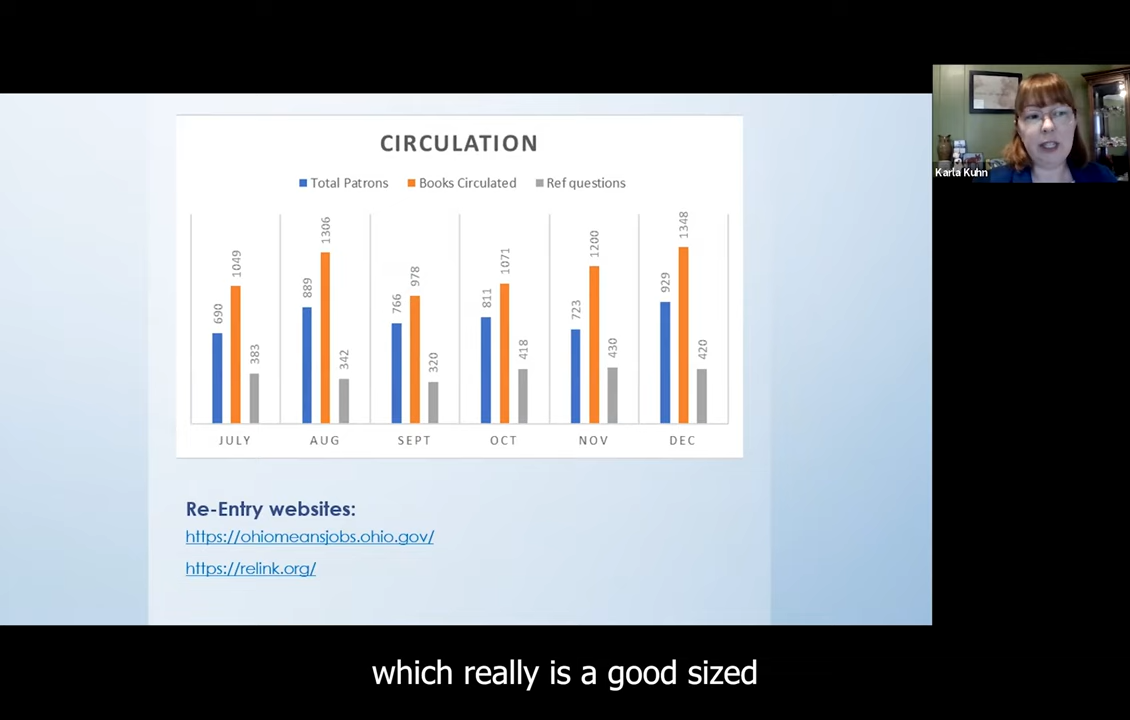 CIRCULATION
Total Patrons Books Circulated Ref questions
690 1049 383 889 1306 342 766 978 320 811 1071 418 723 1200 430 929 1348 420
JULY AUG SEPT OCT NOV DEC
Re-Entry websites:
https://ohiomeansjobs.ohio.gov/
https://relink.org/
Karla Kuhn
which really is a good sized